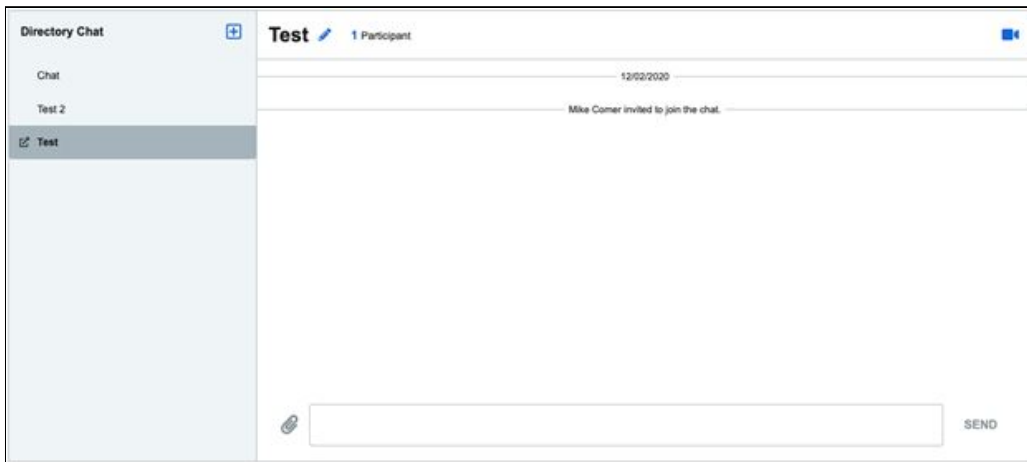 Directory Chat
Chat
Test 2
Test
Test
1 Participant
12/02/2020
Mike Comer invited to join the chat.
SEND